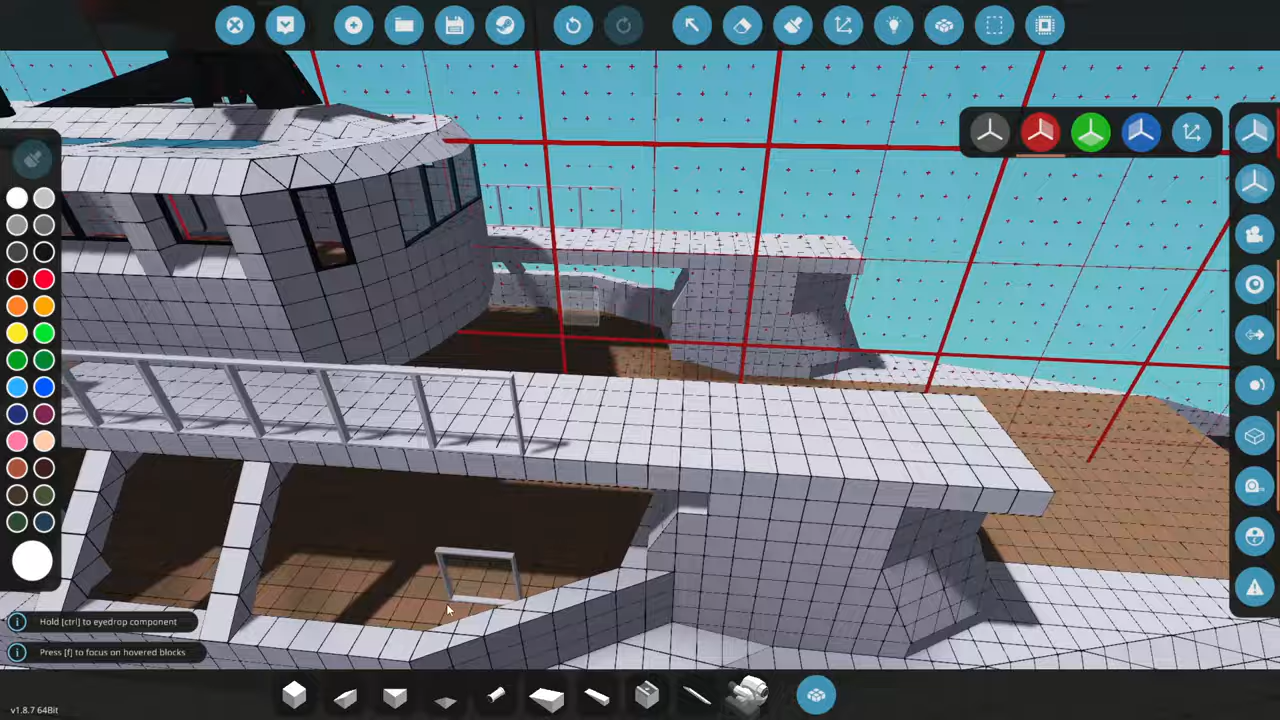 Hold [ctrl] to eyedrop component
Press [f] to focus on hovered blocks
v1.8.7 64Bit